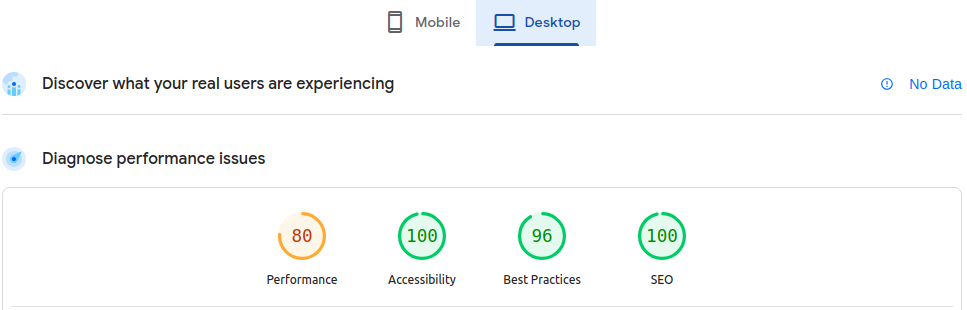 Mobile
Desktop
Discover what your real users are experiencing
No Data
Diagnose performance issues
80
100
96
100
Performance
Accessibility
Best Practices
SEO